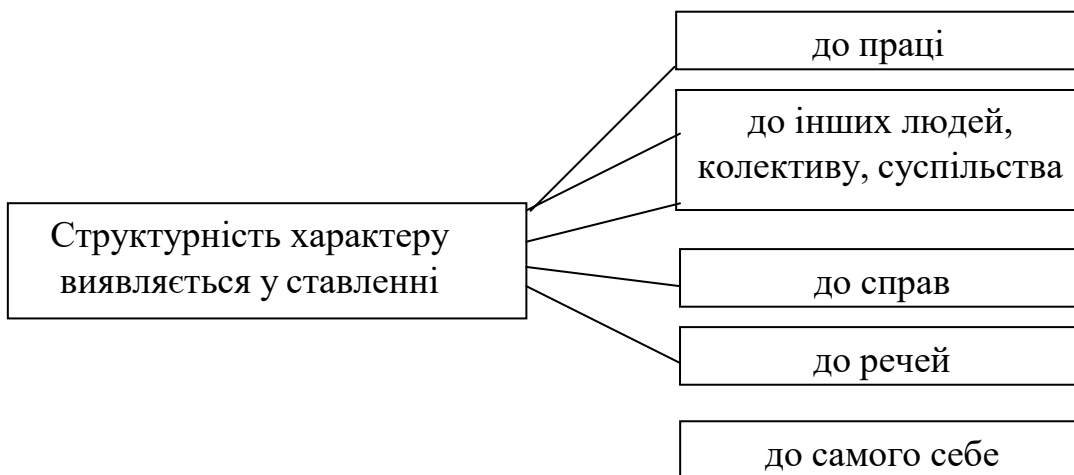 до праці
до інших людей,
колективу, суспільства
Структурність характеру
виявляється у ставленні
до справ
до речей
до самого себе